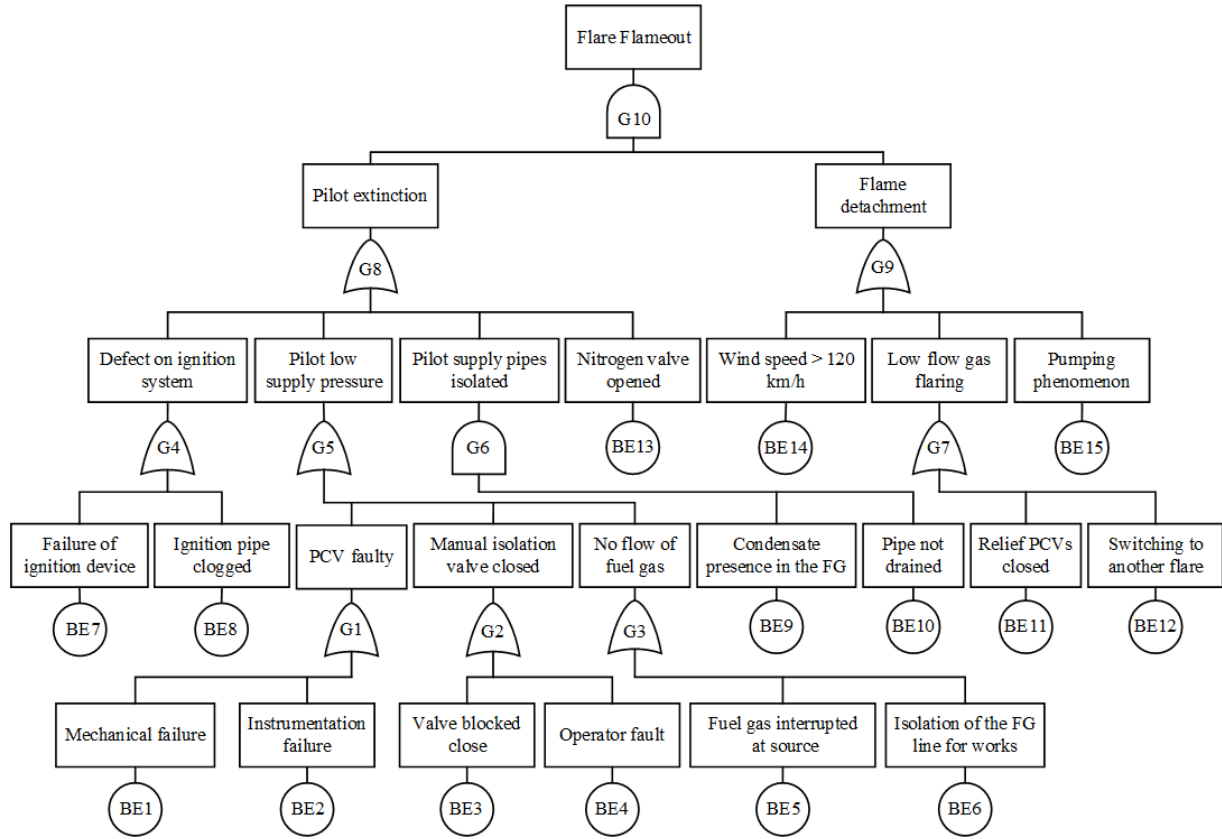 Flare Flameout
G10
Pilot extinction
Flame
detachment
G8
G9
Defect on ignition
system
Pilot low
supply pressure
Pilot supply pipes
isolated
Nitrogen valve
opened
Wind speed > 120
km/h
Low flow gas
flaring
Pumping
phenomenon
G4
G5
G6
BE13
BE14
G7
BE15
Failure of
ignition device
Ignition pipe
clogged
PCV faulty
Manual isolation
valve closed
No flow of
fuel gas
Condensate
presence in the FG
Pipe not
drained
Relief PCVs
closed
Switching to
another flare
BE7
BE8
G1
G2
G3
BE9
BE10
BE11
BE12
Mechanical failure
Instrumentation
failure
Valve blocked
close
Operator fault
Fuel gas interrupted
at source
Isolation of the FG
line for works
BE1
BE2
BE3
BE4
BE5
BE6